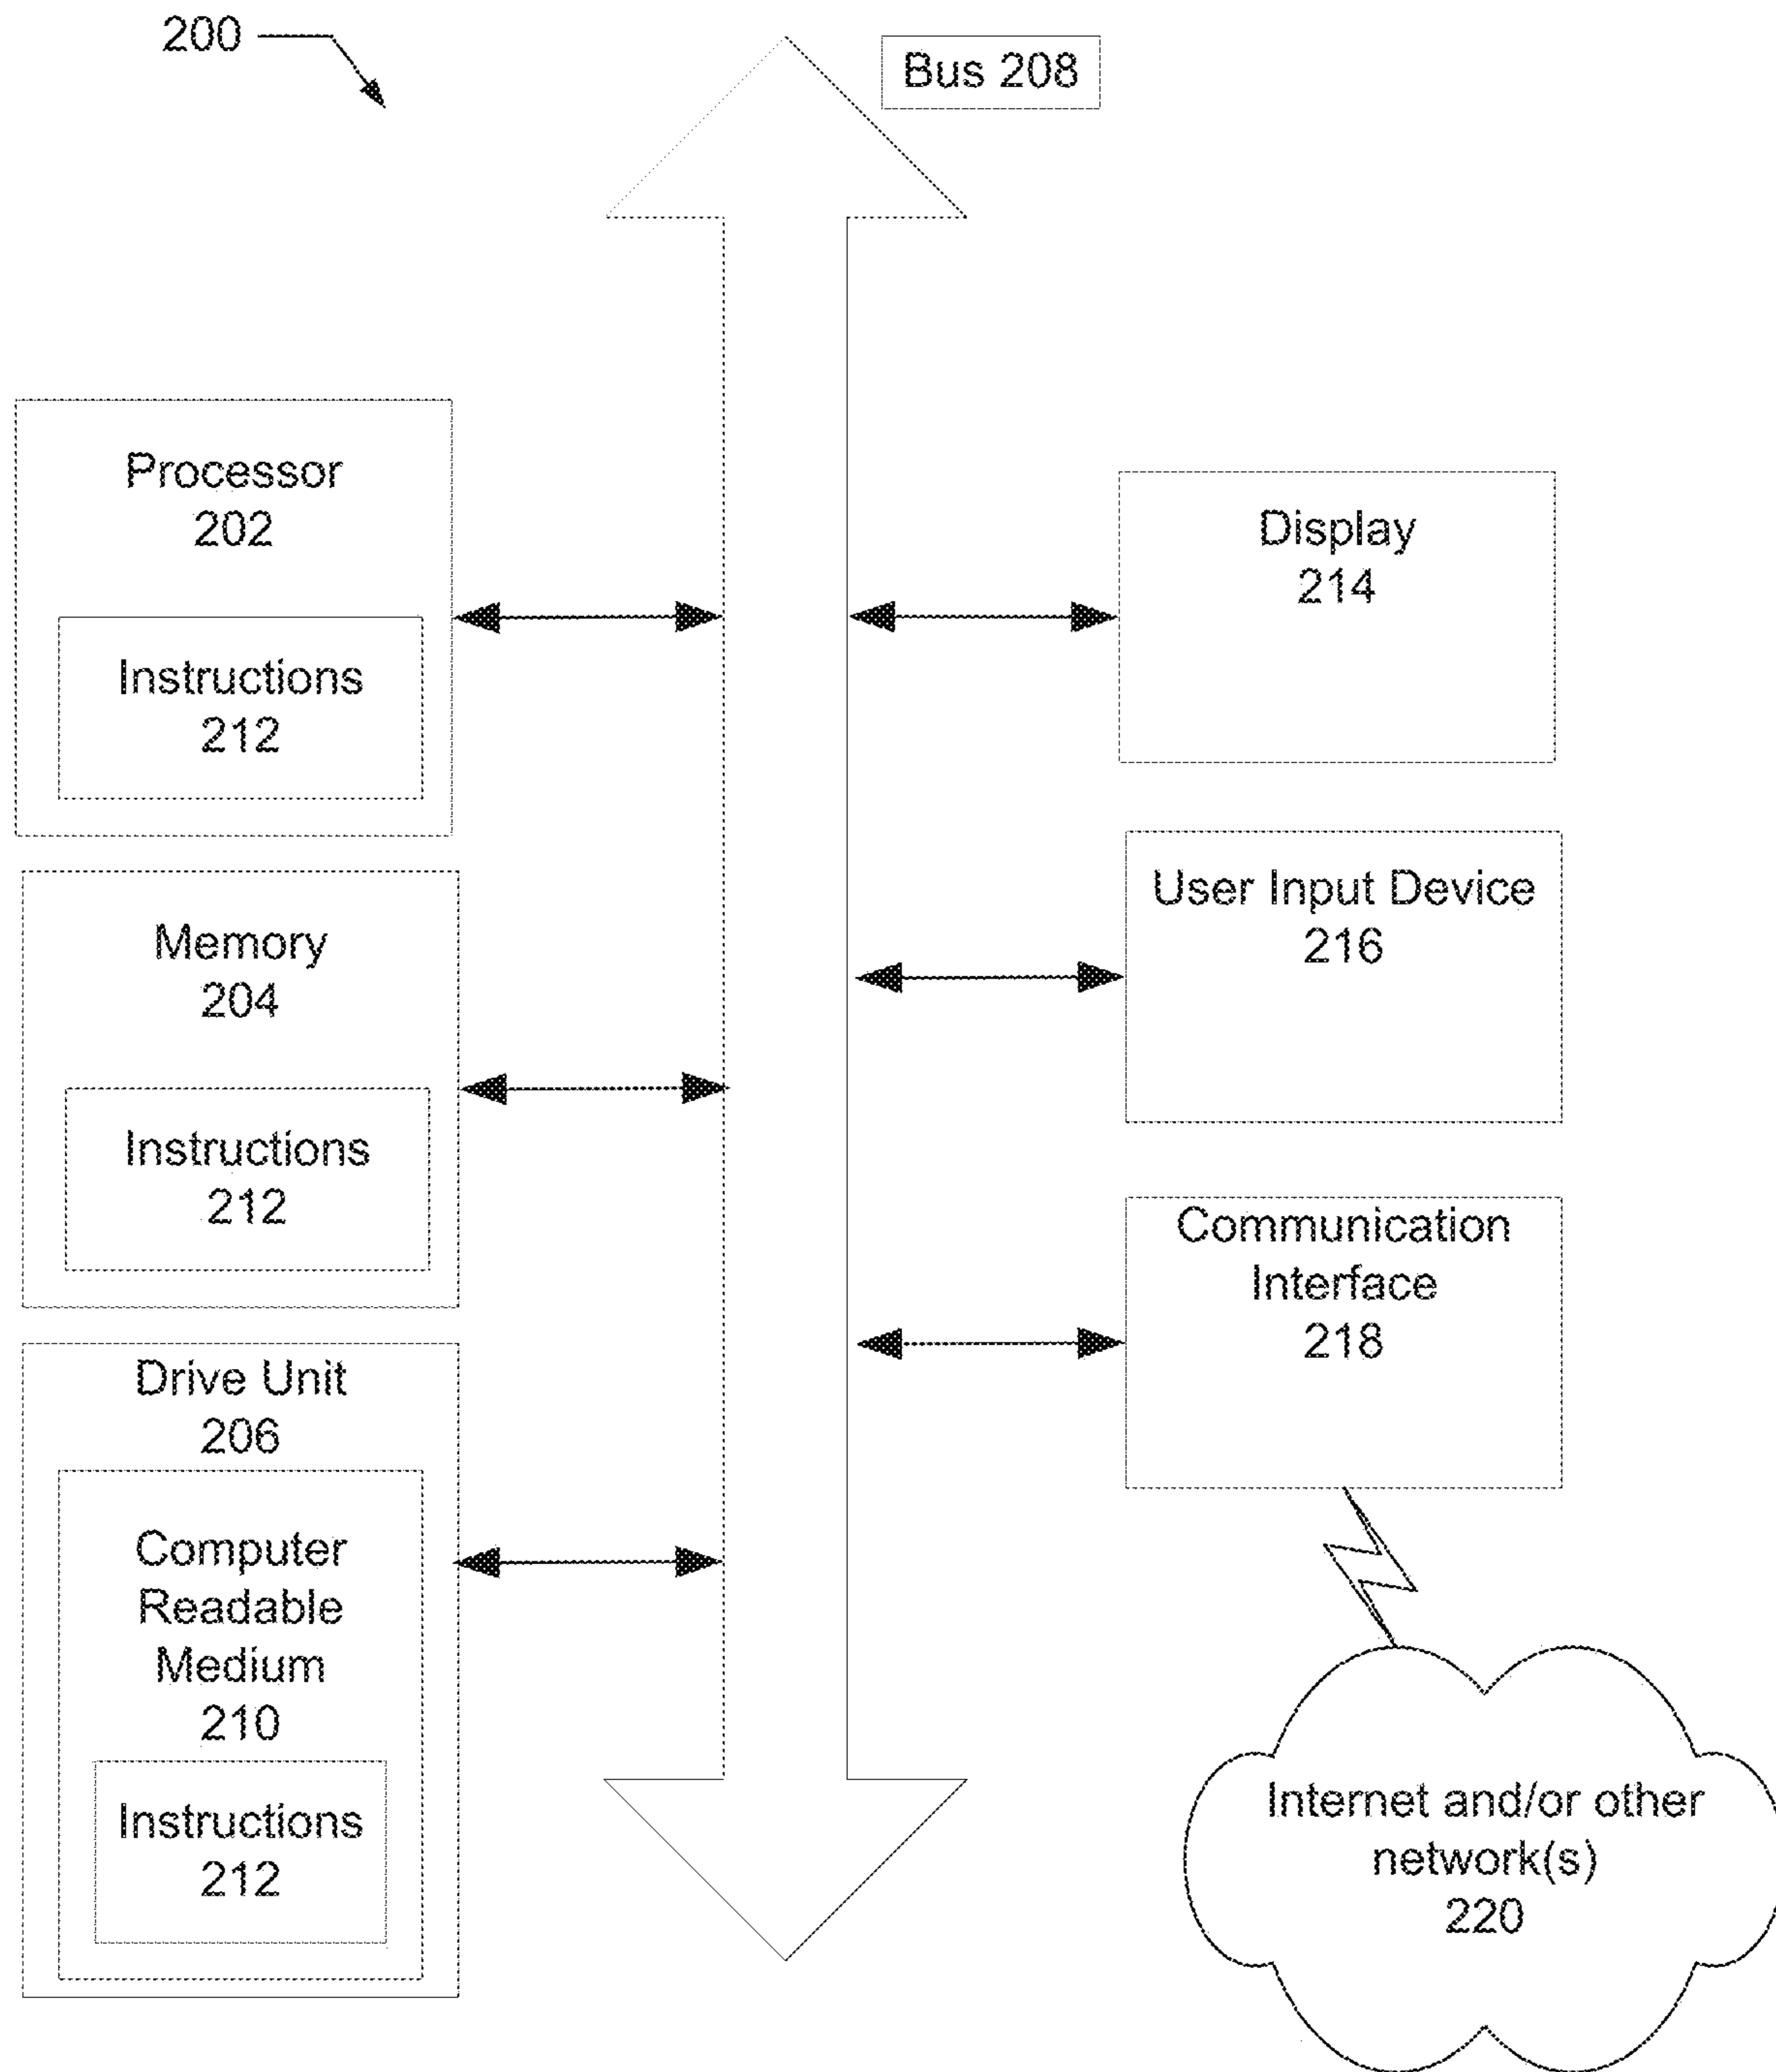 200
Bus 208
Processor
202
Instructions
212
Memory
204
Instructions
212
Drive Unit
206
Computer
Readable
Medium
210
Instructions
212
Display
214
User Input Device
216
Communication
Interface
218
Internet and/or other
network(s)
220